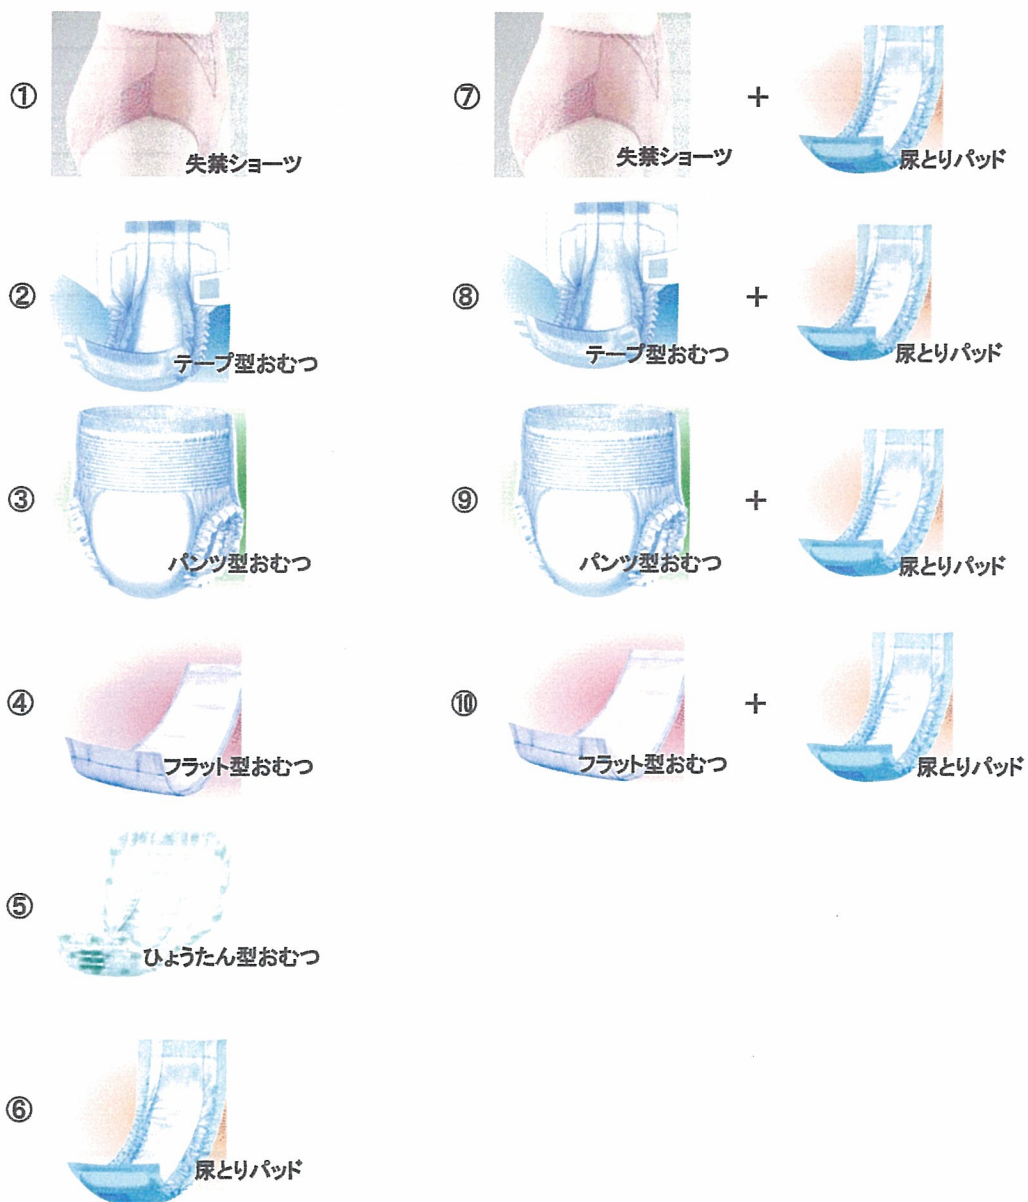 ① 失禁ショーツ
⑦ 失禁ショーツ + 尿とりパッド
② テープ型おむつ
⑧ テープ型おむつ + 尿とりパッド
③ パンツ型おむつ
⑨ パンツ型おむつ + 尿とりパッド
④ フラット型おむつ
⑩ フラット型おむつ + 尿とりパッド
⑤ ひょうたん型おむつ
⑥ 尿とりパッド